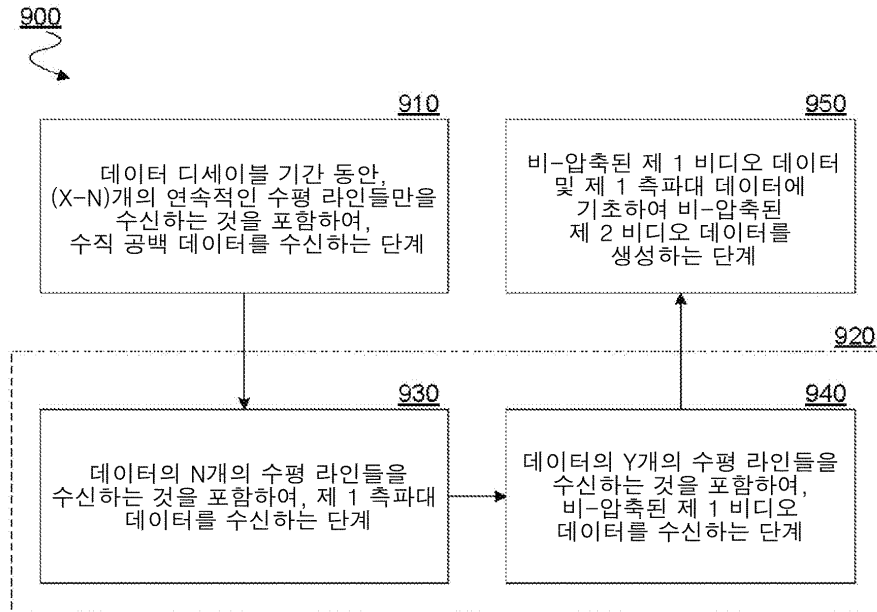 900
910
데이터 디세이블 기간 동안,
(X-N)개의 연속적인 수평 라인들만을
수신하는 것을 포함하여,
수직 공백 데이터를 수신하는 단계
950
비-압축된 제 1 비디오 데이터
및 제 1 측파대 데이터에
기초하여 비-압축된
제 2 비디오 데이터를
생성하는 단계
920
930
데이터의 N개의 수평 라인들을
수신하는 것을 포함하여, 제 1 측파대
데이터를 수신하는 단계
940
데이터의 Y개의 수평 라인들을
수신하는 것을 포함하여,
비-압축된 제 1 비디오
데이터를 수신하는 단계